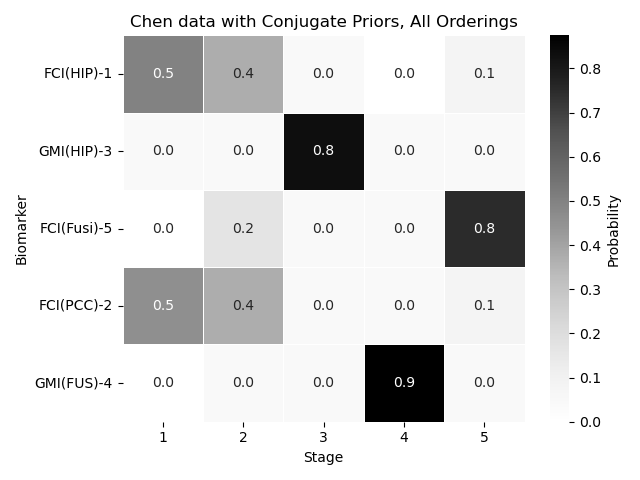 Chen data with Conjugate Priors, All Orderings
FCI(HIP)-1 0.5 0.4 0.0 0.0 0.1
GMI(HIP)-3 0.0 0.0 0.8 0.0 0.0
FCI(Fusi)-5 0.0 0.2 0.0 0.0 0.8
FCI(PCC)-2 0.5 0.4 0.0 0.0 0.1
GMI(FUS)-4 0.0 0.0 0.0 0.9 0.0
1 2 3 4 5
Stage
Biomarker
0.8
0.7
0.6
0.5
0.4
0.3
0.2
0.1
0.0
Probability